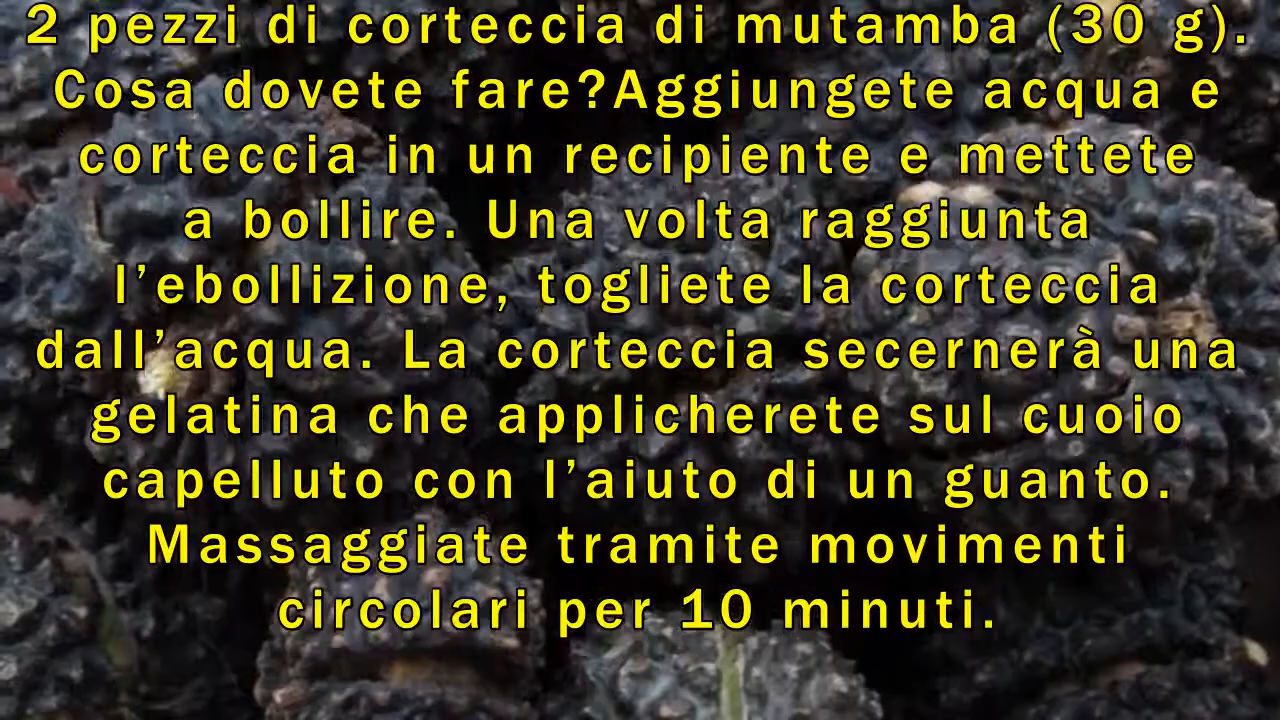 2 pezzi di corteccia di mutamba (30 g).
Cosa dovete fare?Aggiungete acqua e
corteccia in un recipiente e mettete
a bollire. Una volta raggiunta
l’ebollizione, togliete la corteccia
dall’acqua. La corteccia secernerà una
gelatina che applicherete sul cuoio
capelluto con l’aiuto di un guanto.
Massaggiate tramite movimenti
circolari per 10 minuti.